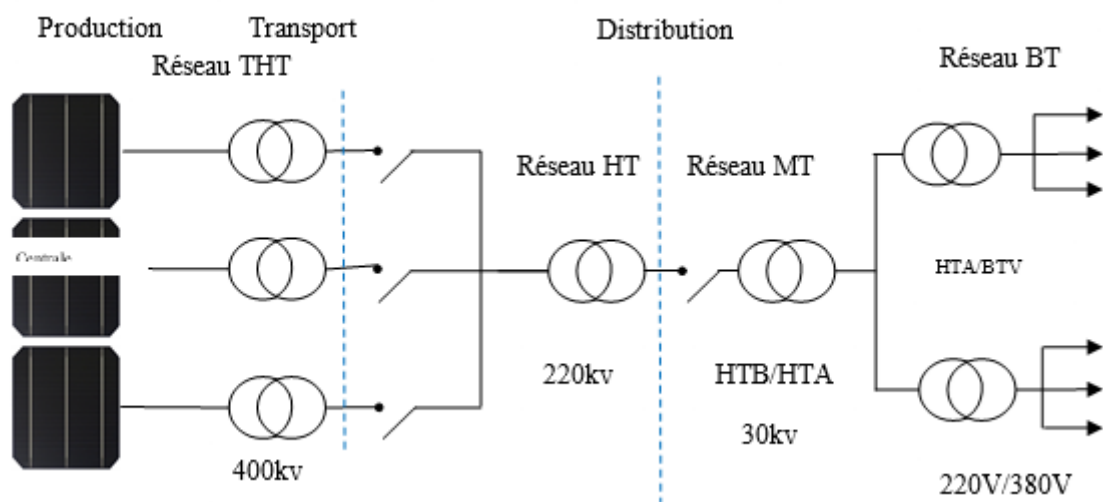 Production
Transport
Distribution
Réseau THT
Réseau BT
Réseau HT
Réseau MT
Centrale
HTA/BTV
220kv
HTB/HTA
30kv
400kv
220V/380V